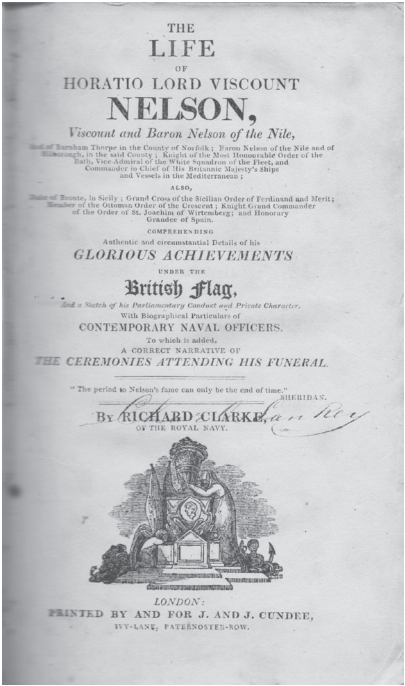 THE
LIFE
OF
HORATIO LORD VISCOUNT
NELSON,
Viscount and Baron Nelson of the Nile,
and of Burnham Thorpe in the County of Norfolk; Baron Nelson of the Nile and of
Hilborough, in the said County; Knight of the Most Honourable Order of the
Bath, Vice-Admiral of the White Squadron of the Fleet, and
Commander in Chief of His Britannic Majesty's Ships
and Vessels in the Mediterranean;
ALSO,
Duke of Bronte, in Sicily; Grand Cross of the Sicilian Order of Ferdinand and Merit;
Member of the Ottoman Order of the Crescent; Knight Grand Commander
of the Order of St. Joachim of Wirtemberg; and Honorary
Grandee of Spain.
COMPREHENDING
Authentic and circumstantial Details of his
GLORIOUS ACHIEVEMENTS
UNDER THE
British Flag,
And a Sketch of his Parliamentary Conduct and Private Character.
With Biographical Particulars of
CONTEMPORARY NAVAL OFFICERS.
To which is added,
A CORRECT NARRATIVE OF
THE CEREMONIES ATTENDING HIS FUNERAL.
"The period to Nelson's fame can only be the end of time."
SHERIDAN.
By RICHARD CLARKE,
OF THE ROYAL NAVY.
LONDON:
PRINTED BY AND FOR J. AND J. CUNDEE,
IVY-LANE, PATERNOSTER-ROW.